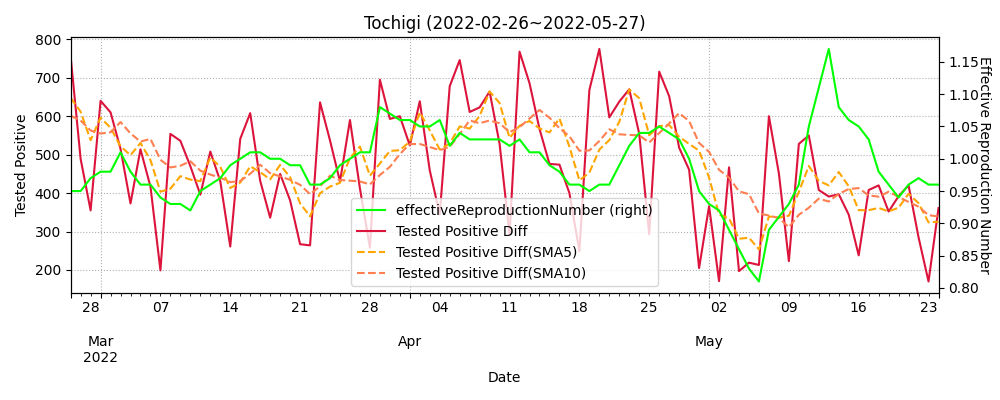 Tochigi (2022-02-26~2022-05-27)
800
700
600
500
400
300
200
Tested Positive
1.15
1.10
1.05
1.00
0.95
0.90
0.85
0.80
Effective Reproduction Number
effectiveReproductionNumber (right)
Tested Positive Diff
Tested Positive Diff(SMA5)
Tested Positive Diff(SMA10)
28 07 14 21 28 04 11 18 25 02 09 16 23
Mar Apr May
2022
Date